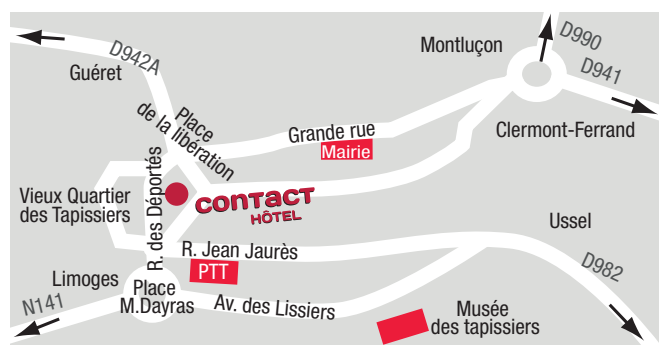 D990
Montluçon
D942A
D941
Guéret
Place
de la libération
Grande rue
Clermont-Ferrand
Mairie
R. des Déportés
Vieux Quartier
des Tapissiers
CONTACT
HÔTEL
Ussel
R. Jean Jaurès
PTT
D982
Limoges
Place
M.Dayras
N141
Av. des Lissiers
Musée
des tapissiers